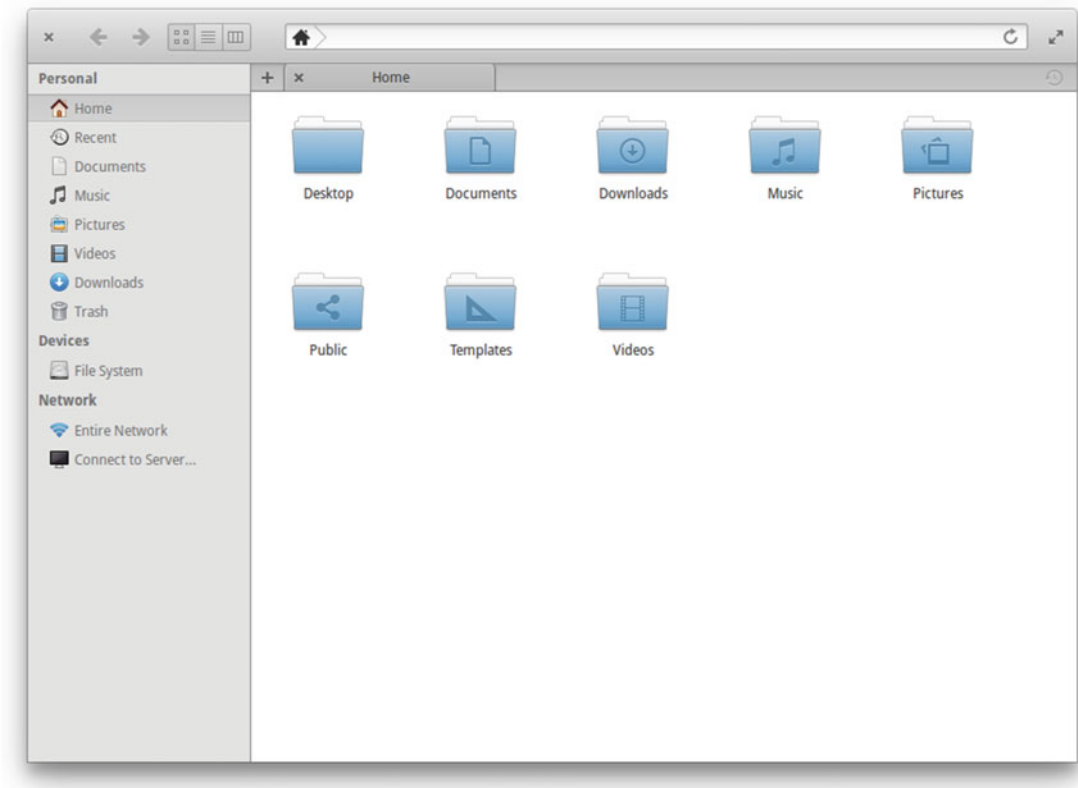 Personal
Home
Recent
Documents
Music
Pictures
Videos
Downloads
Trash
Devices
File System
Network
Entire Network
Connect to Server...
Home
Desktop
Documents
Downloads
Music
Pictures
Public
Templates
Videos